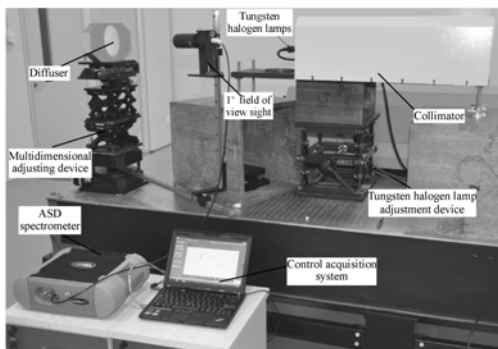 Tungsten
halogen lamps
Diffuser
1° field of
view sight
Collimator
Multidimensional
adjusting device
Tungsten halogen lamp
adjustment device
ASD
spectrometer
Control acquisition
system